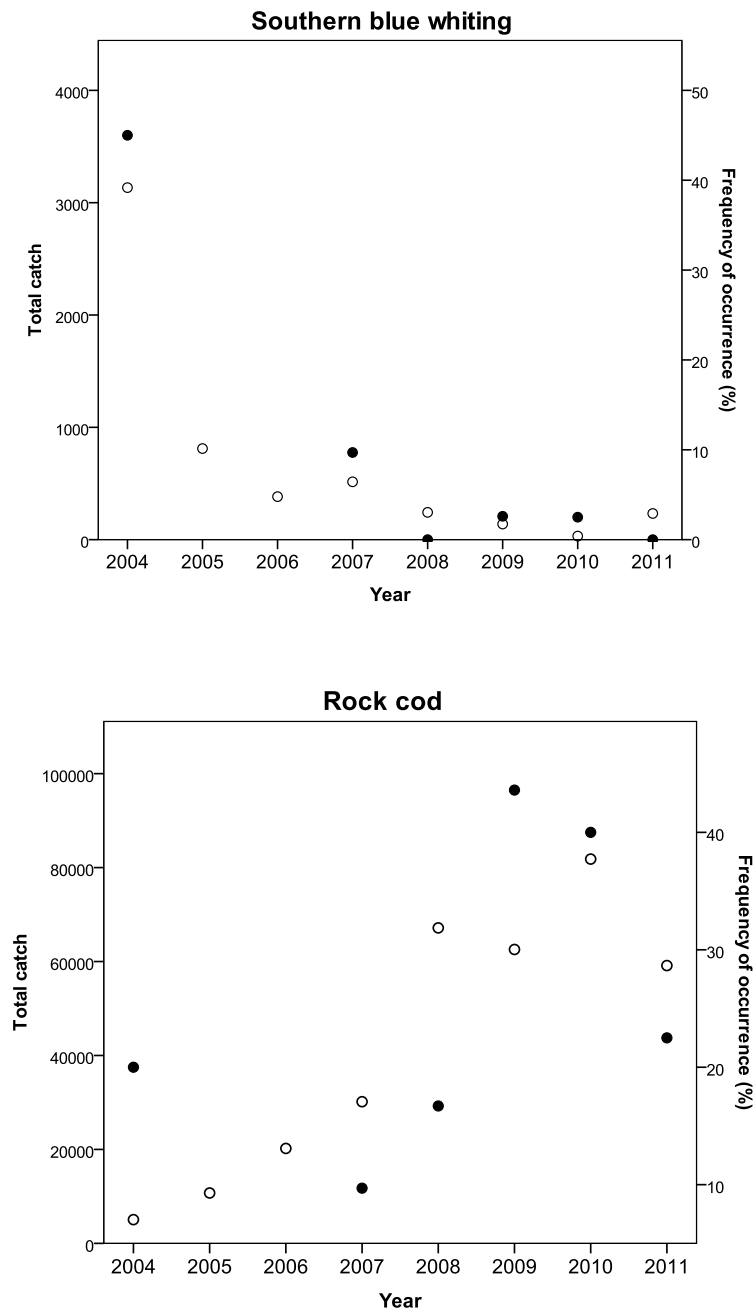 Southern blue whiting
4000
3000
2000
1000
0
Total catch
50
40
30
20
10
0
Frequency of occurrence (%)
2004 2005 2006 2007 2008 2009 2010 2011
Year
Rock cod
100000
80000
60000
40000
20000
0
Total catch
40
30
20
10
Frequency of occurrence (%)
2004 2005 2006 2007 2008 2009 2010 2011
Year